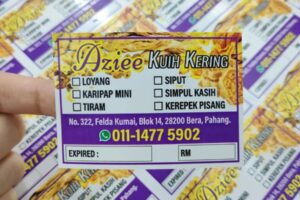 Aziee Kuih Kering
LOYANG
SIPUT
KARIPAP MINI
SIMPUL KASIH
TIRAM
KEREPEK PISANG
No. 322, Felda Kumai, Blok 14, 28200 Bera, Pahang.
011-1477 5902
EXPIRED :
RM